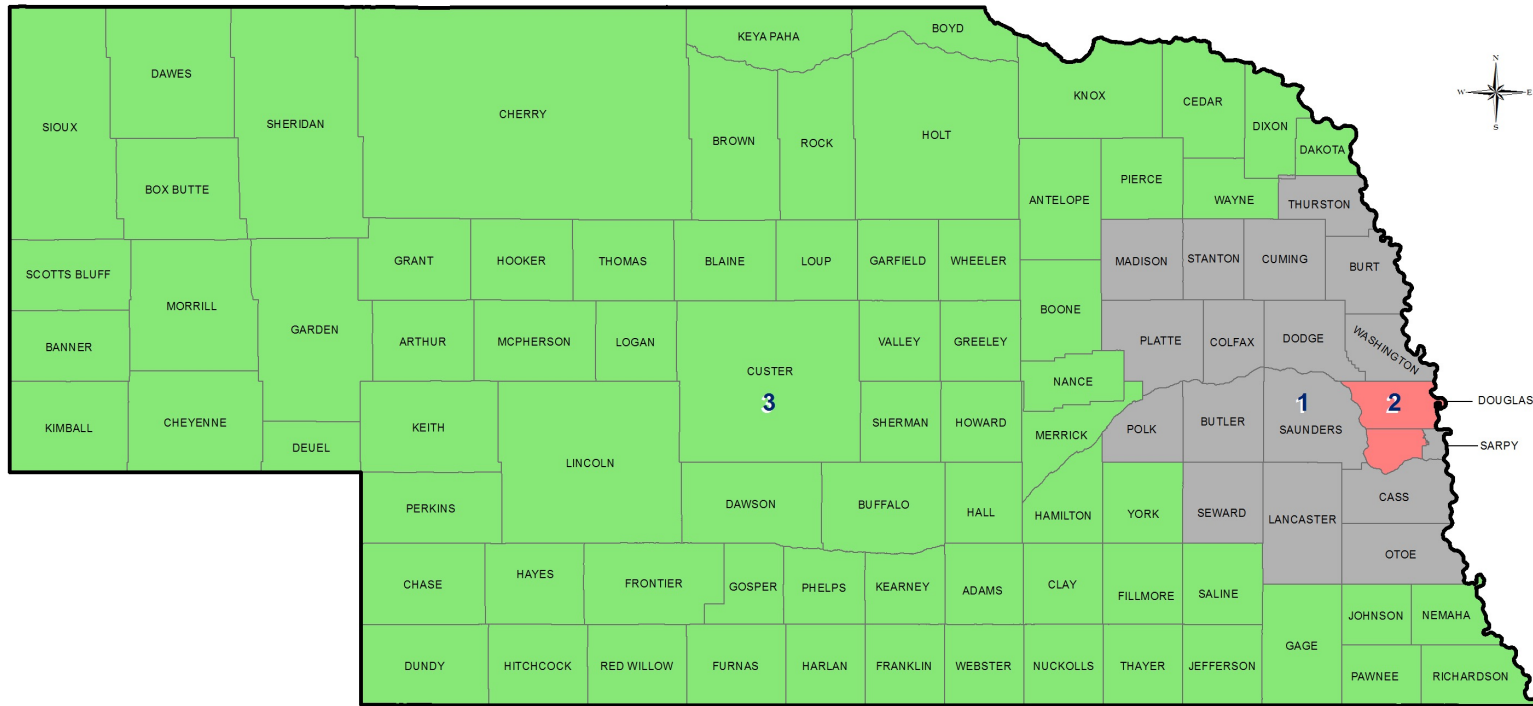 KEYA PAHA
BOYD
N
W
E
S
DAWES
SIOUX
SHERIDAN
CHERRY
KNOX
CEDAR
DIXON
DAKOTA
BROWN
ROCK
HOLT
BOX BUTTE
PIERCE
ANTELOPE
WAYNE
THURSTON
SCOTTS BLUFF
GRANT
HOOKER
THOMAS
BLAINE
LOUP
GARFIELD
WHEELER
MADISON
STANTON
CUMING
BURT
MORRILL
GARDEN
BOONE
BANNER
ARTHUR
MCPHERSON
LOGAN
CUSTER
3
VALLEY
GREELEY
PLATTE
COLFAX
DODGE
WASHINGTON
NANCE
KIMBALL
CHEYENNE
DEUEL
KEITH
LINCOLN
SHERMAN
HOWARD
MERRICK
POLK
BUTLER
1
SAUNDERS
2
DOUGLAS
SARPY
PERKINS
DAWSON
BUFFALO
HALL
HAMILTON
YORK
SEWARD
LANCASTER
CASS
OTOE
CHASE
HAYES
FRONTIER
GOSPER
PHELPS
KEARNEY
ADAMS
CLAY
FILLMORE
SALINE
GAGE
JOHNSON
NEMAHA
DUNDY
HITCHCOCK
RED WILLOW
FURNAS
HARLAN
FRANKLIN
WEBSTER
NUCKOLLS
THAYER
JEFFERSON
PAWNEE
RICHARDSON